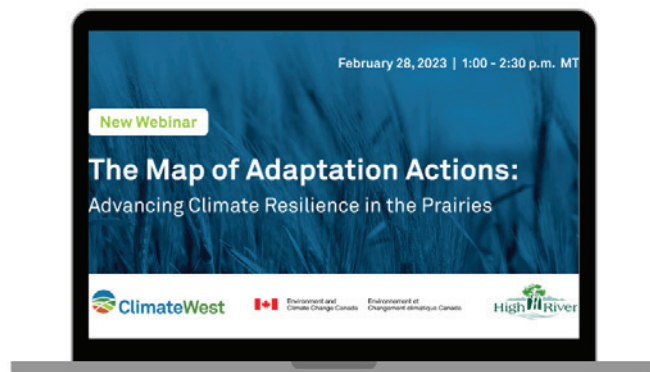 February 28, 2023 | 1:00 - 2:30 p.m. MT
New Webinar
The Map of Adaptation Actions:
Advancing Climate Resilience in the Prairies
ClimateWest
Environment and
Climate Change Canada
Environnement et
Changement climatique Canada
High River